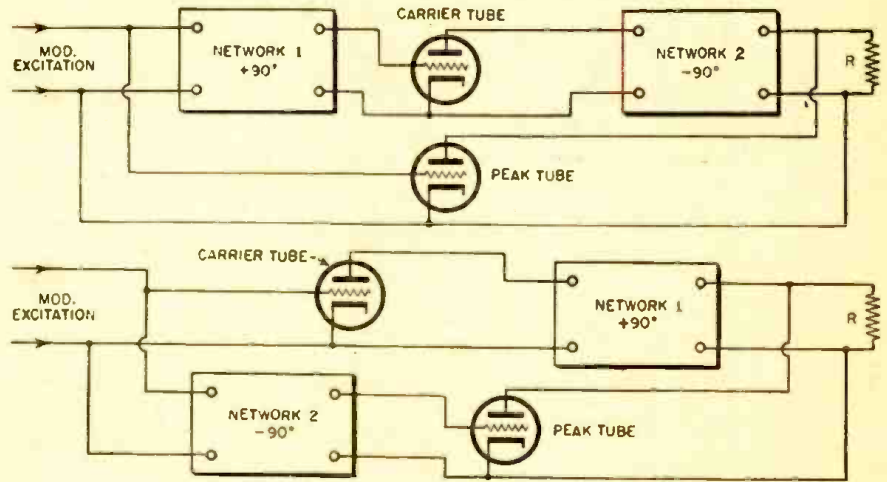 CARRIER TUBE
MOD.
EXCITATION
NETWORK 1
+90°
NETWORK 2
-90°
R
PEAK TUBE
CARRIER TUBE
MOD.
EXCITATION
NETWORK 1
+90°
R
NETWORK 2
-90°
PEAK TUBE